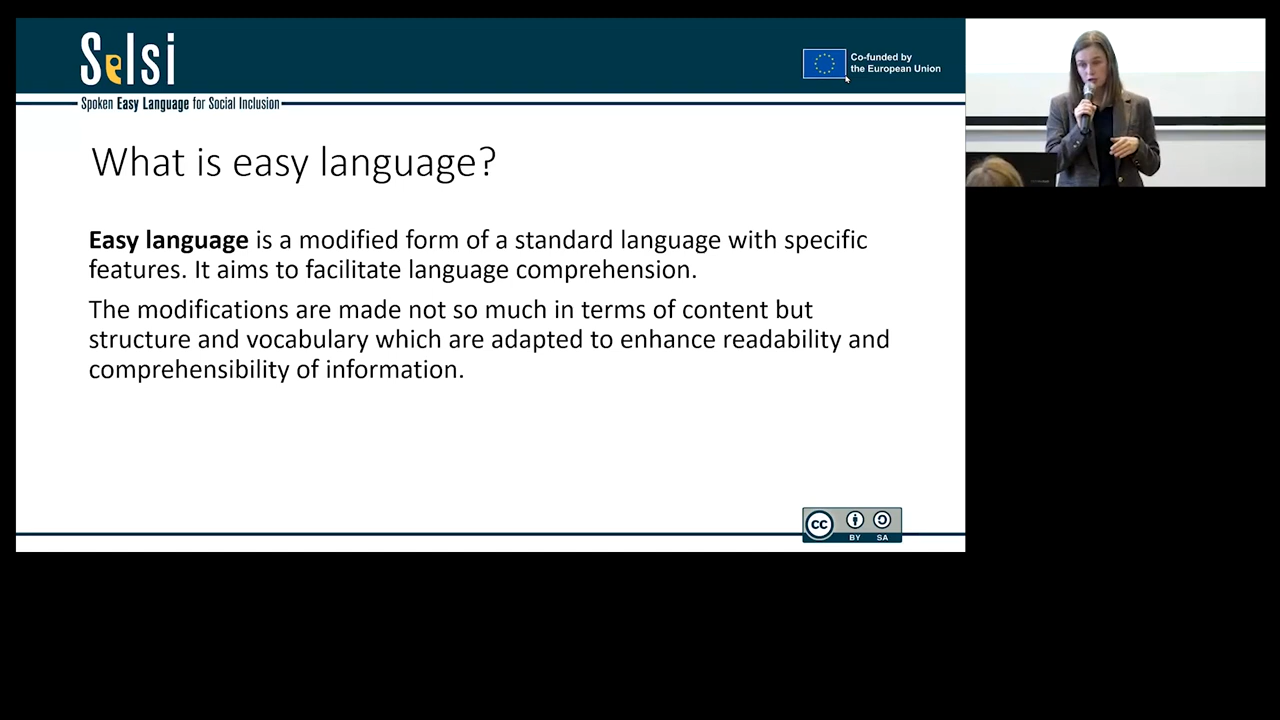 Selsi
Spoken Easy Language for Social Inclusion
Co-funded by
the European Union
What is easy language?
Easy language is a modified form of a standard language with specific
features. It aims to facilitate language comprehension.
The modifications are made not so much in terms of content but
structure and vocabulary which are adapted to enhance readability and
comprehensibility of information.
cc
BY SA